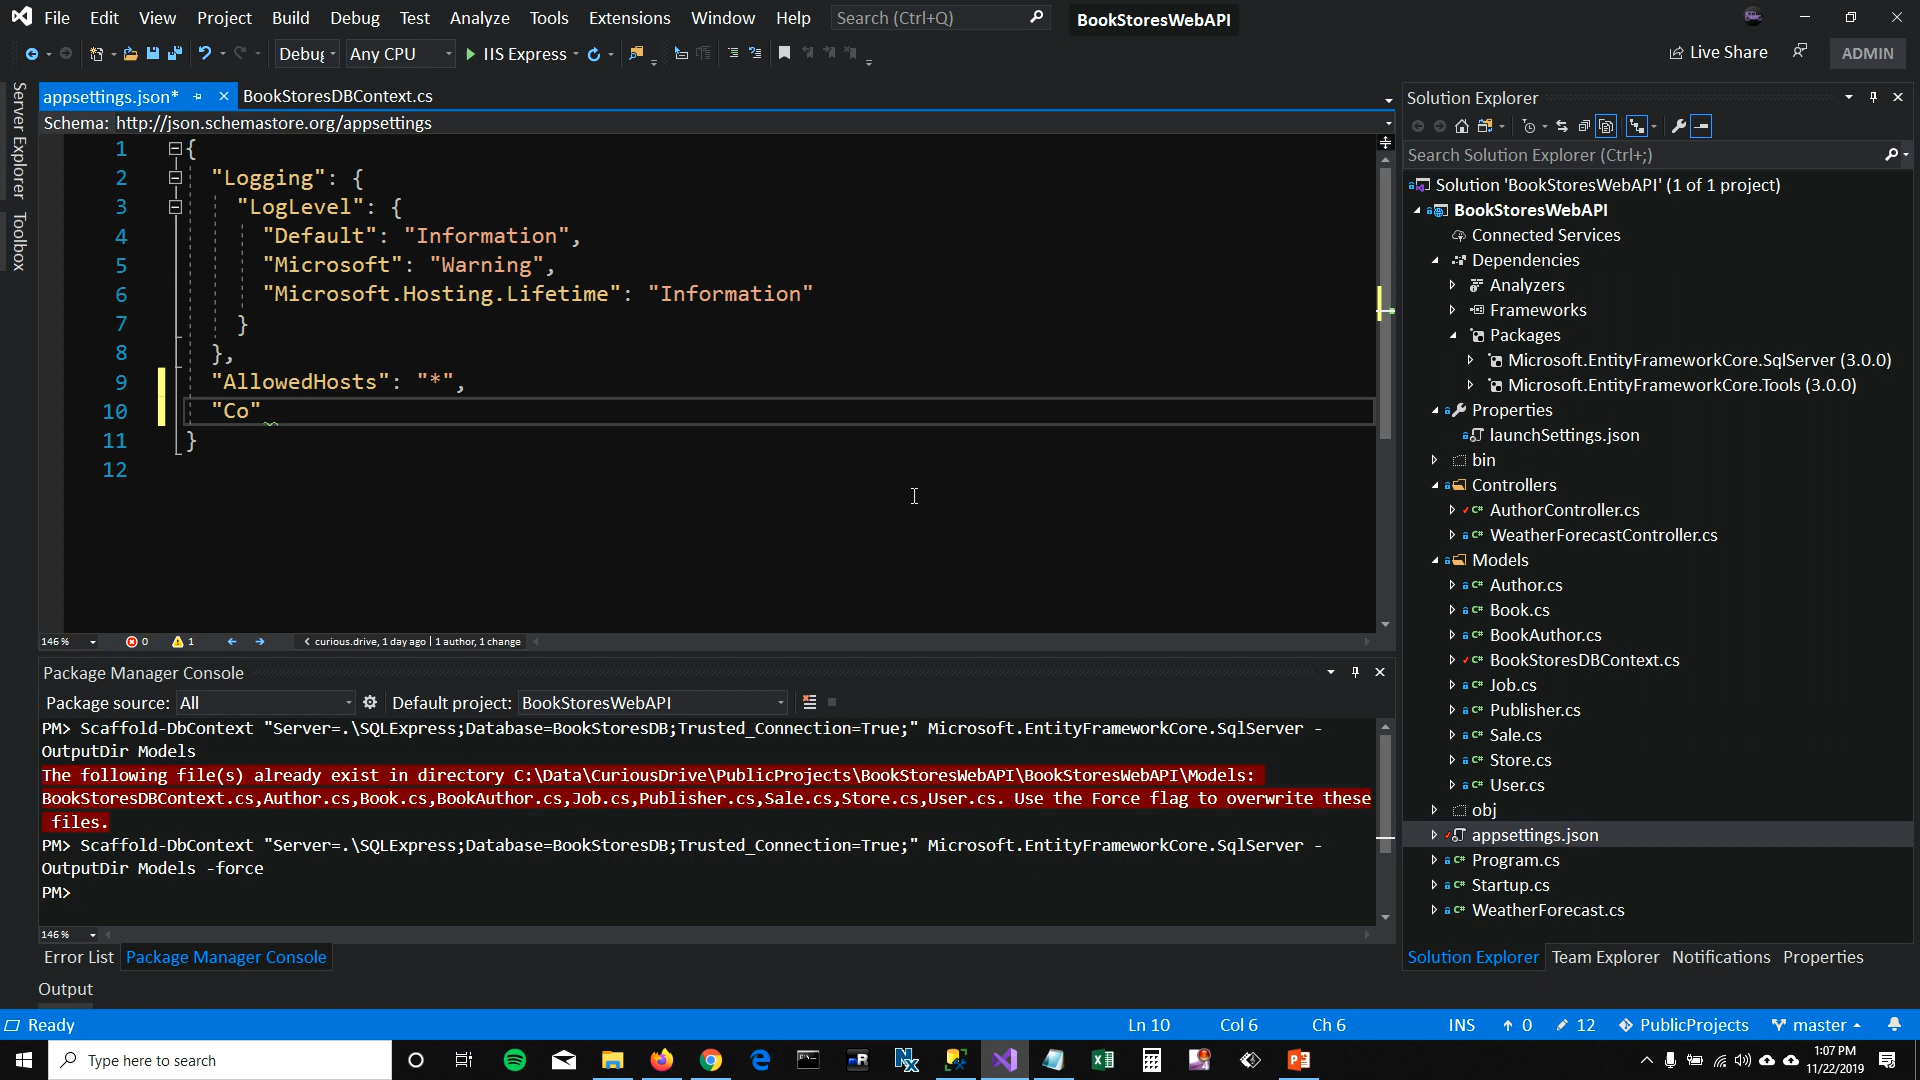 File Edit View Project Build Debug Test Analyze Tools Extensions Window Help Search (Ctrl+Q) BookStoresWebAPI
Debug Any CPU IIS Express Live Share ADMIN
Server Explorer
Toolbox
appsettings.json* BookStoresDBContext.cs
Schema: http://json.schemastore.org/appsettings
1 {
2 "Logging": {
3 "LogLevel": {
4 "Default": "Information",
5 "Microsoft": "Warning",
6 "Microsoft.Hosting.Lifetime": "Information"
7 }
8 },
9 "AllowedHosts": "*",
10 "Co"
11 }
12
146 % 0 1 curious.drive, 1 day ago | 1 author, 1 change
Package Manager Console
Package source: All Default project: BookStoresWebAPI
PM> Scaffold-DbContext "Server=.\SQLExpress;Database=BookStoresDB;Trusted_Connection=True;" Microsoft.EntityFrameworkCore.SqlServer -
OutputDir Models
The following file(s) already exist in directory C:\Data\CuriousDrive\PublicProjects\BookStoresWebAPI\BookStoresWebAPI\Models:
BookStoresDBContext.cs,Author.cs,Book.cs,BookAuthor.cs,Job.cs,Publisher.cs,Sale.cs,Store.cs,User.cs. Use the Force flag to overwrite these
files.
PM> Scaffold-DbContext "Server=.\SQLExpress;Database=BookStoresDB;Trusted_Connection=True;" Microsoft.EntityFrameworkCore.SqlServer -
OutputDir Models -force
PM>
146 %
Error List Package Manager Console
Output
Solution Explorer
Search Solution Explorer (Ctrl+;)
Solution 'BookStoresWebAPI' (1 of 1 project)
BookStoresWebAPI
Connected Services
Dependencies
Analyzers
Frameworks
Packages
Microsoft.EntityFrameworkCore.SqlServer (3.0.0)
Microsoft.EntityFrameworkCore.Tools (3.0.0)
Properties
launchSettings.json
bin
Controllers
C# AuthorController.cs
C# WeatherForecastController.cs
Models
C# Author.cs
C# Book.cs
C# BookAuthor.cs
C# BookStoresDBContext.cs
C# Job.cs
C# Publisher.cs
C# Sale.cs
C# Store.cs
C# User.cs
obj
appsettings.json
C# Program.cs
C# Startup.cs
C# WeatherForecast.cs
Solution Explorer Team Explorer Notifications Properties
Ready Ln 10 Col 6 Ch 6 INS 0 12 PublicProjects master
Type here to search 1:07 PM
11/22/2019